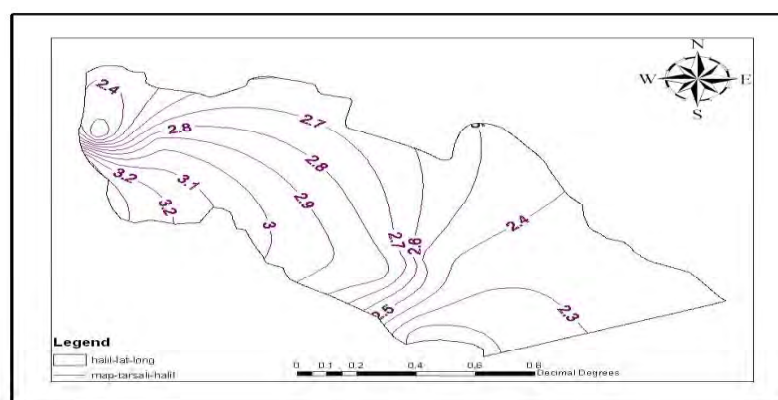 N
W E
S
2.4
2.8
2.7
2.8
3.2
3.1
3.2
2.9
3
2.7
2.6
2.4
2.5
2.3
Legend
halil-lat-long
map-tarsali-halil
0 0.1 0.2 0.4 0.6 0.8
Decimal Degrees